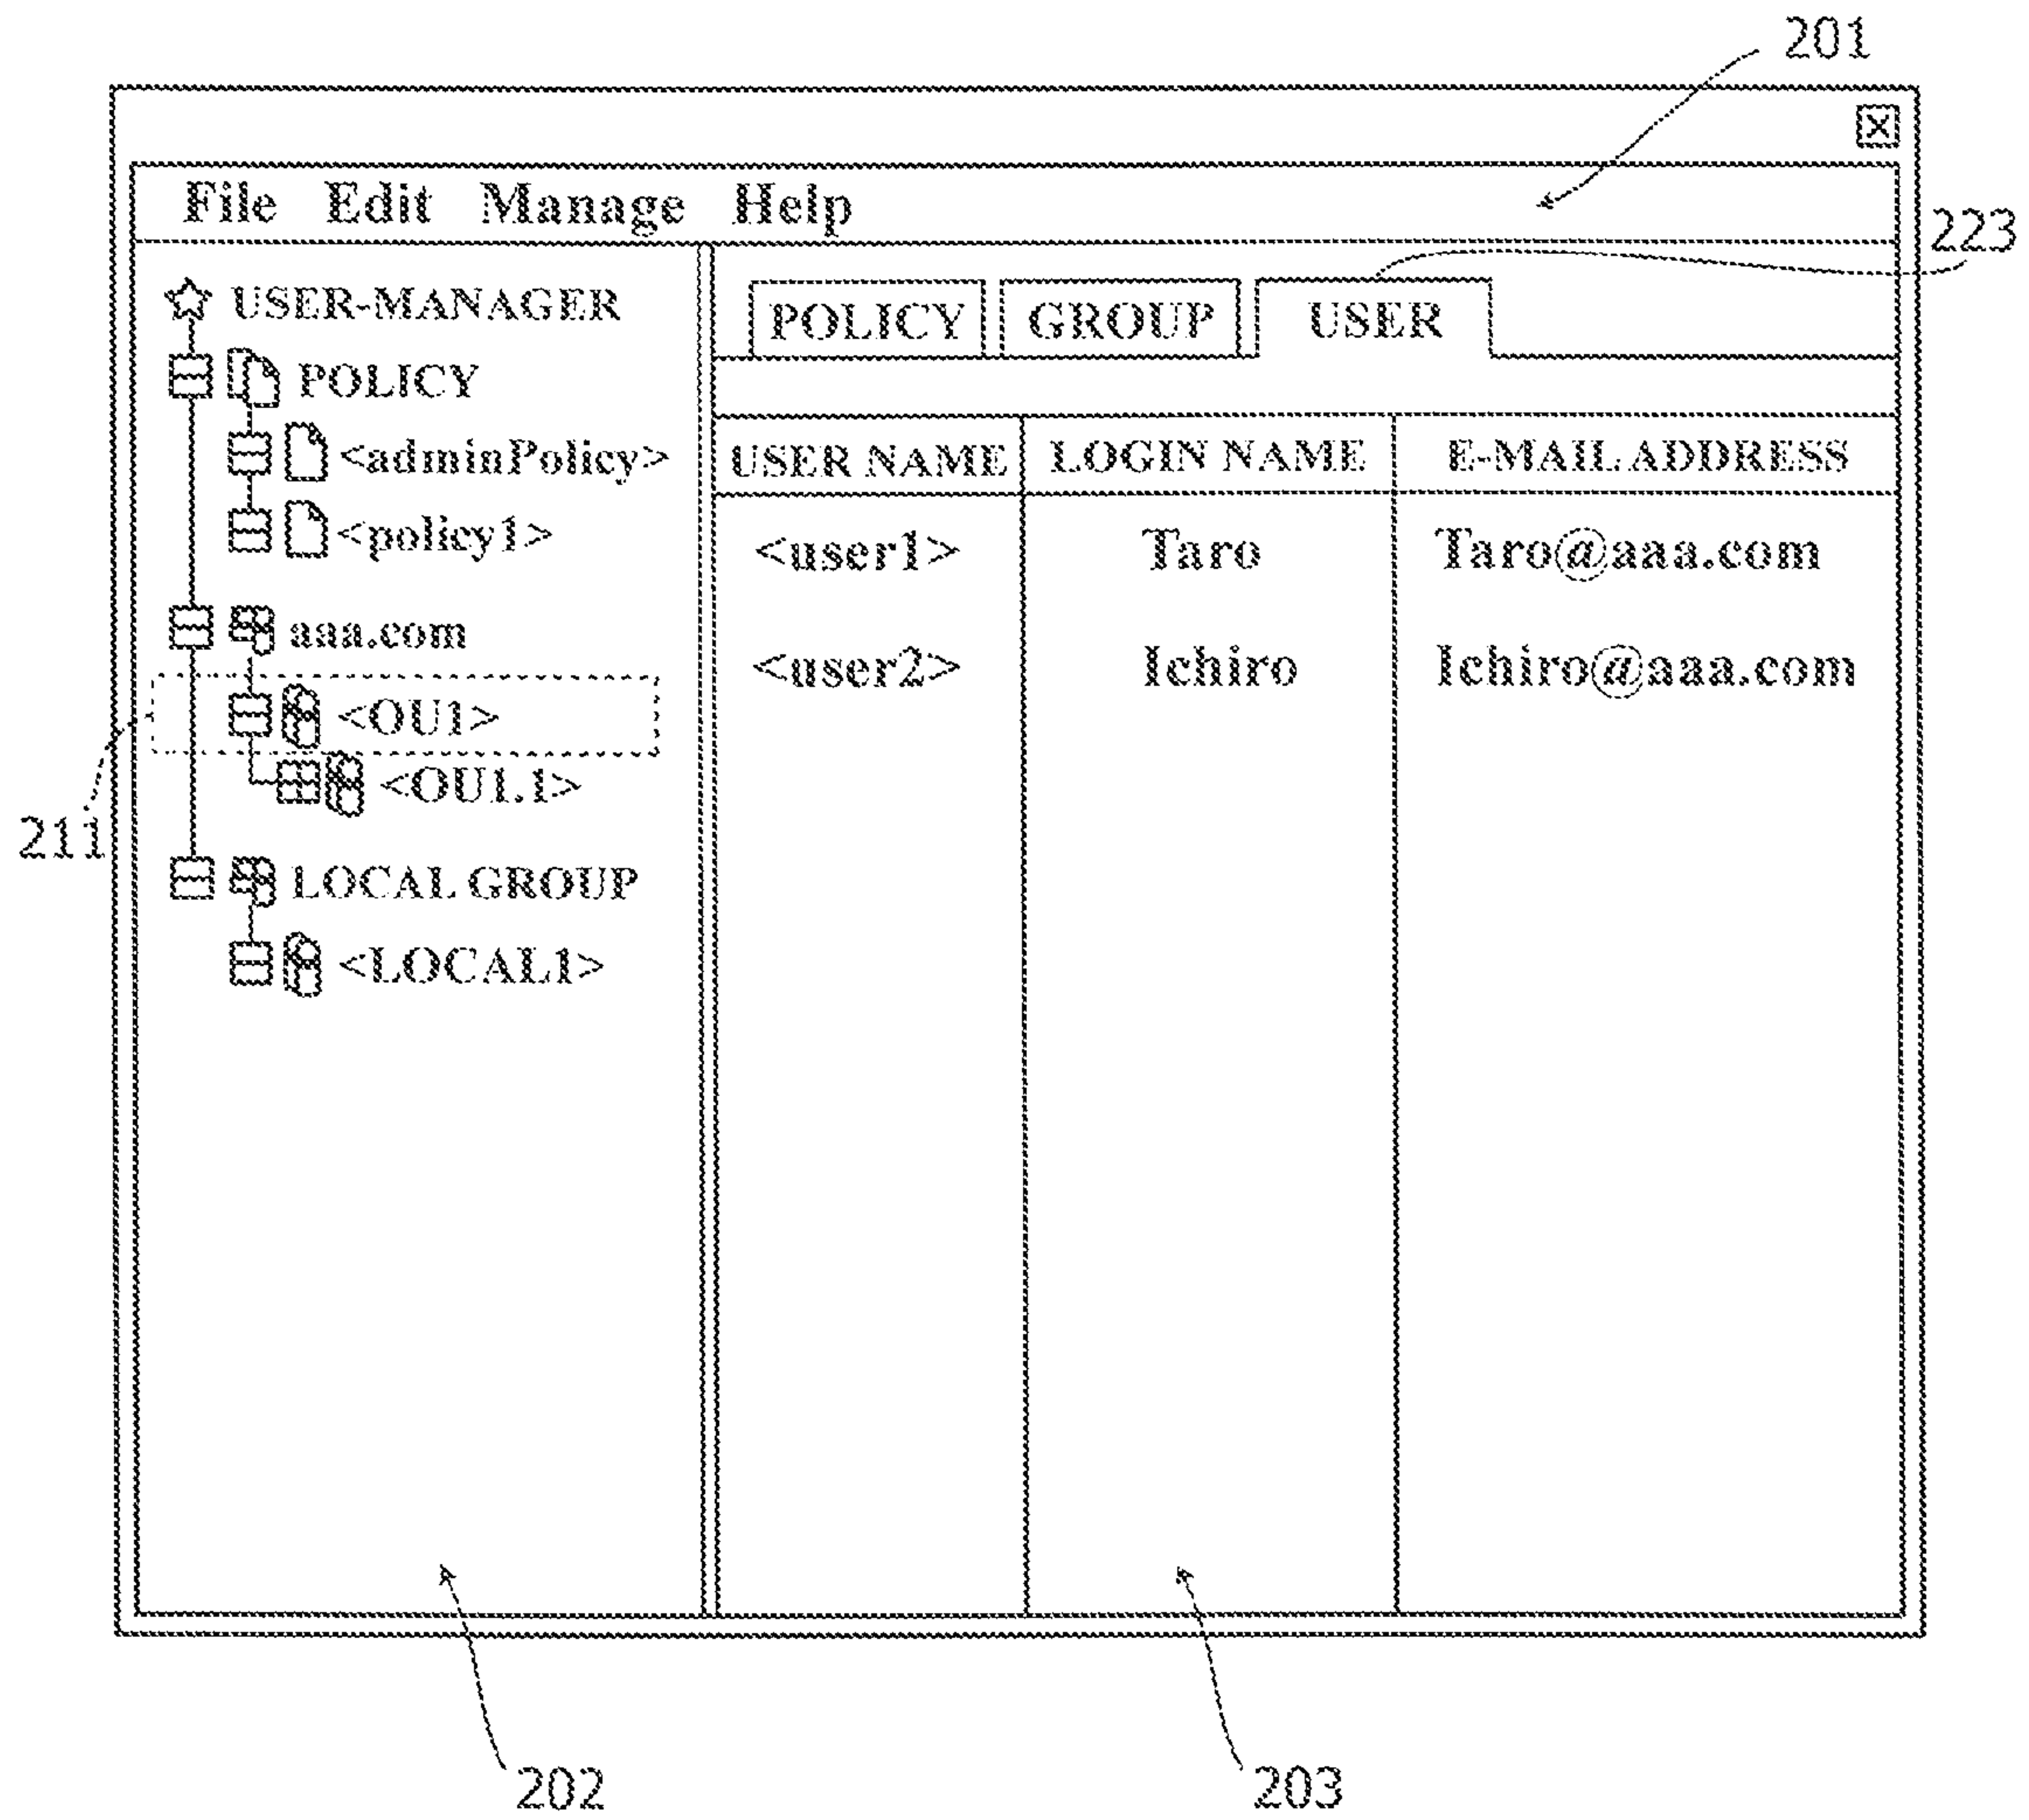 201
File Edit Manage Help
223
USER-MANAGER
POLICY
<adminPolicy>
<policy1>
aaa.com
<OU1>
<OU1.1>
211
LOCAL GROUP
<LOCAL1>
POLICY GROUP USER
USER NAME LOGIN NAME E-MAIL ADDRESS
<user1> Taro Taro@aaa.com
<user2> Ichiro Ichiro@aaa.com
202 203